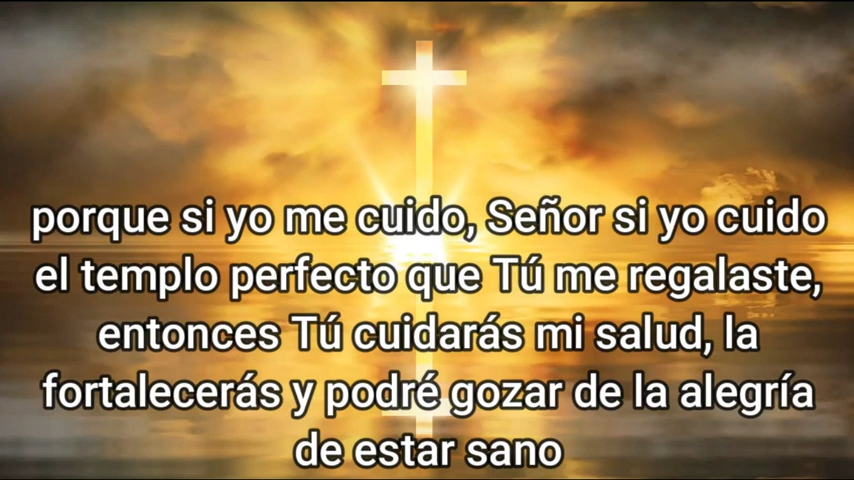 porque si yo me cuido, Señor si yo cuido
el templo perfecto que Tú me regalaste,
entonces Tú cuidarás mi salud, la
fortalecerás y podré gozar de la alegría
de estar sano